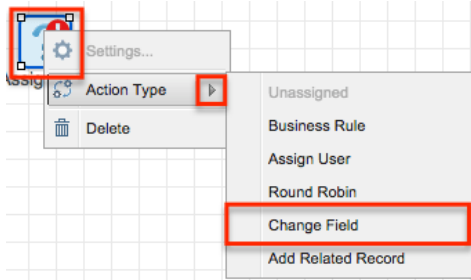 Settings...
Action Type
Delete
Unassigned
Business Rule
Assign User
Round Robin
Change Field
Add Related Record